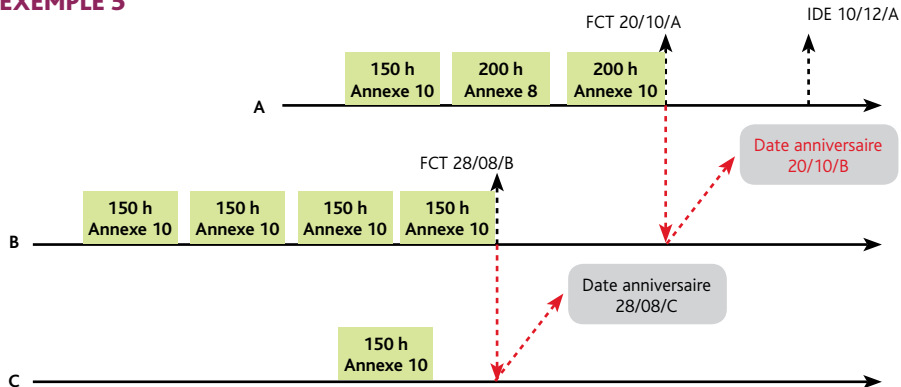 EXEMPLE 5
FCT 20/10/A
IDE 10/12/A
150 h
Annexe 10
200 h
Annexe 8
200 h
Annexe 10
A
Date anniversaire
20/10/B
FCT 28/08/B
150 h
Annexe 10
150 h
Annexe 10
150 h
Annexe 10
150 h
Annexe 10
B
Date anniversaire
28/08/C
150 h
Annexe 10
C